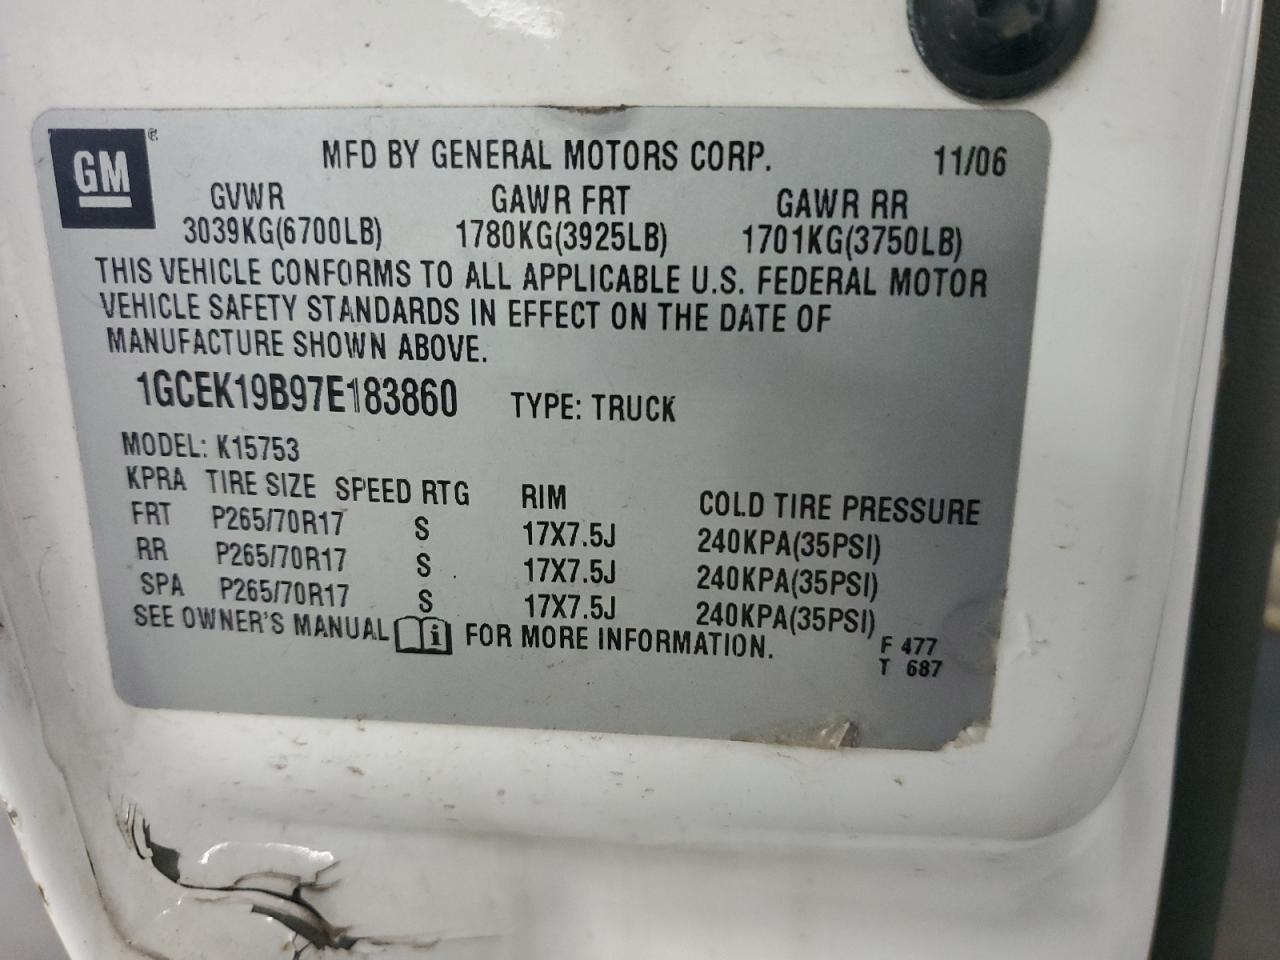 GM ®
MFD BY GENERAL MOTORS CORP. 11/06
GVWR GAWR FRT GAWR RR
3039KG(6700LB) 1780KG(3925LB) 1701KG(3750LB)
THIS VEHICLE CONFORMS TO ALL APPLICABLE U.S. FEDERAL MOTOR
VEHICLE SAFETY STANDARDS IN EFFECT ON THE DATE OF
MANUFACTURE SHOWN ABOVE.
1GCEK19B97E183860 TYPE: TRUCK
MODEL: K15753
KPRA TIRE SIZE SPEED RTG RIM COLD TIRE PRESSURE
FRT P265/70R17 S 17X7.5J 240KPA(35PSI)
RR P265/70R17 S 17X7.5J 240KPA(35PSI)
SPA P265/70R17 S 17X7.5J 240KPA(35PSI)
SEE OWNER'S MANUAL i FOR MORE INFORMATION.
F 477
T 687